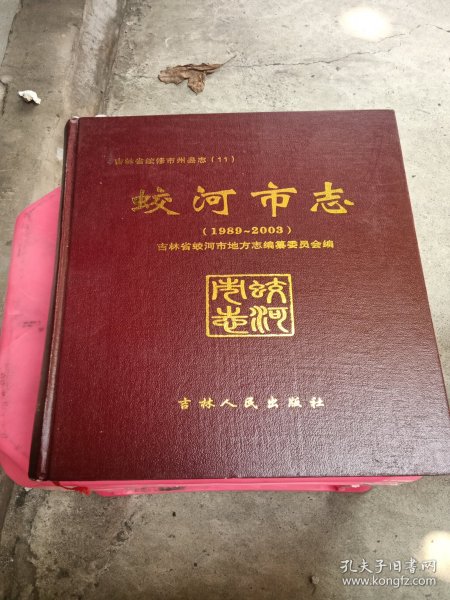 吉林省续修市州县志（11）
蛟河市志
（1989~2003）
吉林省蛟河市地方志编纂委员会编
蛟河
市志
吉林人民出版社
孔夫子旧书网
www.kongfz.com